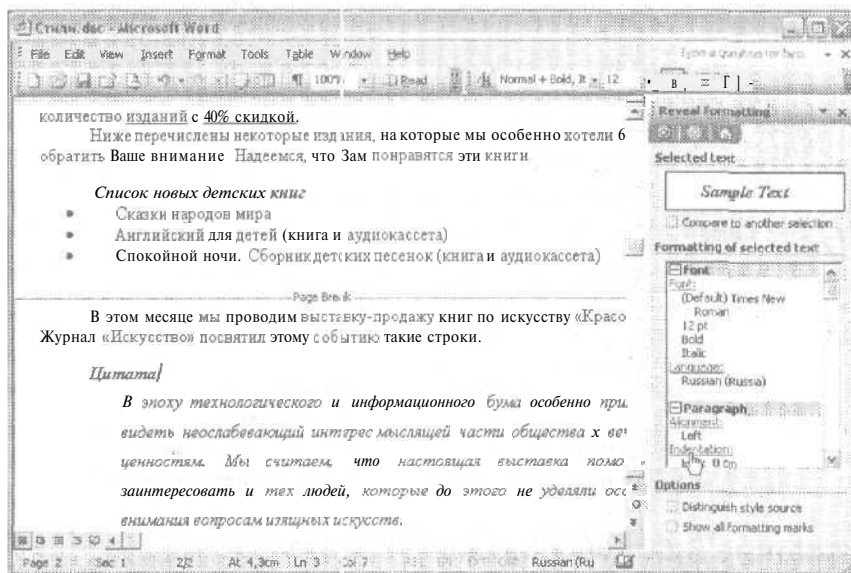 Стили.doc - Microsoft Word
File Edit View Insert Format Tools Table Window Help Type a question for help
100% Read Normal + Bold, It 12
количество изданий с 40% скидкой.
Ниже перечислены некоторые издания, на которые мы особенно хотели б
обратить Ваше внимание Надеемся, что Зам понравятся эти книги
Список новых детских книг
• Сказки народов мира
• Английский для детей (книга и аудиокассета)
• Спокойной ночи. Сборник детских песенок (книга и аудиокассета)
Page Break
В этом месяце мы проводим выставку-продажу книг по искусству «Красо
Журнал «Искусство» посвятил этому событию такие строки.
Цитата
В эпоху технологического и информационного бума особенно при
видеть неослабевающий интерес мыслящей части общества х веч
ценностям. Мы считаем, что настоящая выставка помо
заинтересовать и тех людей, которые до этого не уделяли осс
внимания вопросам изящных искусств.
Reveal Formatting
Selected text
Sample Text
Compare to another selection
Formatting of selected text
Font
Font:
(Default) Times New
Roman
12 pt
Bold
Italic
Language:
Russian (Russia)
Paragraph
Alignment:
Left
Indentation:
0 cm
Options
Distinguish style source
Show all formatting marks
Page 2 Sec 1 2/2 At 4,3cm Ln 3 Col 7 Russian (Ru